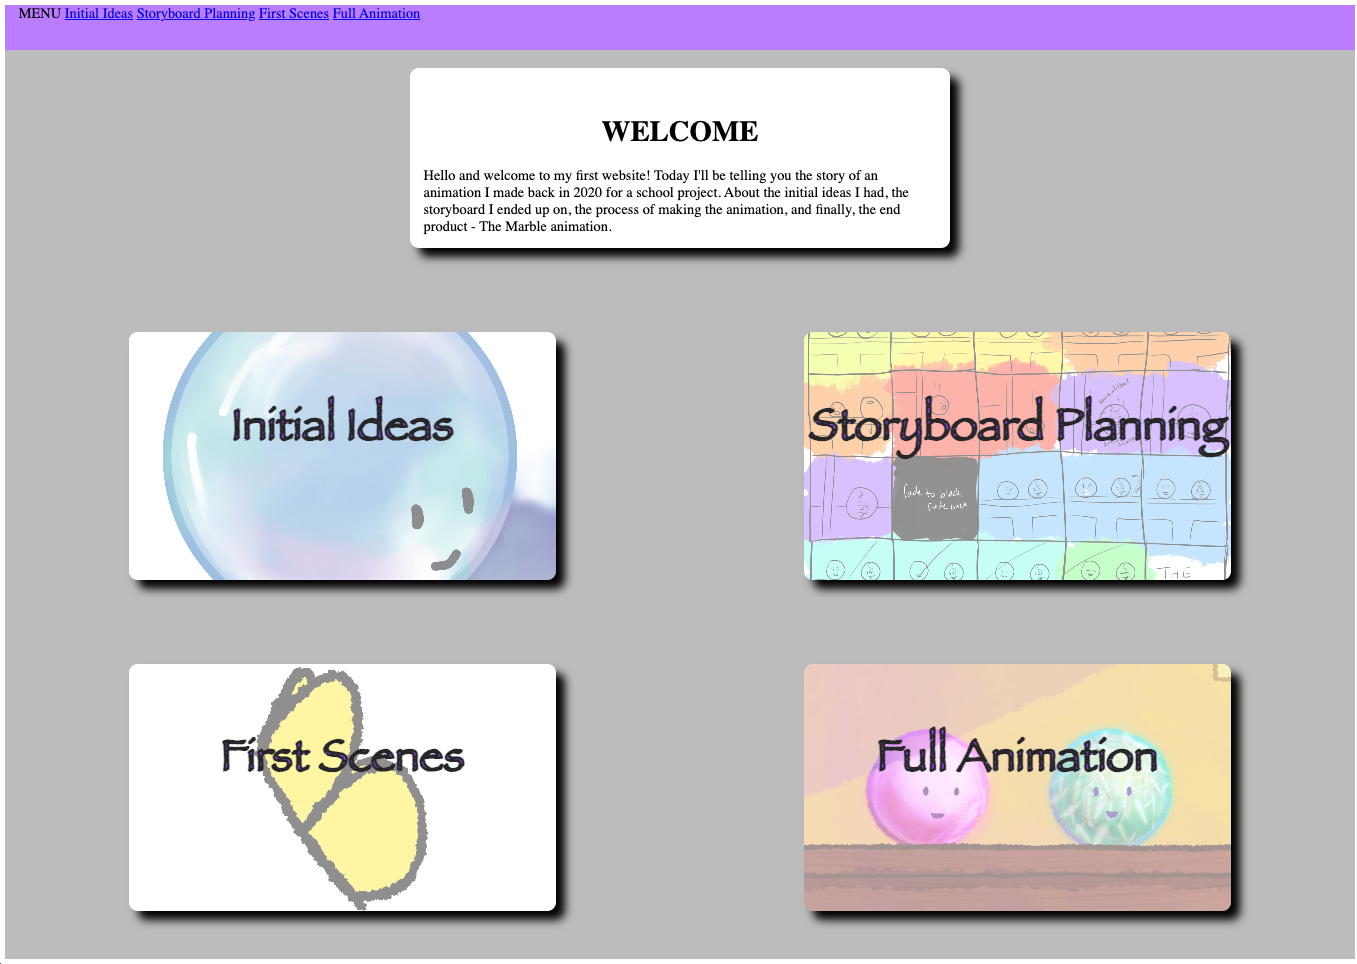 MENU Initial Ideas Storyboard Planning First Scenes Full Animation
WELCOME
Hello and welcome to my first website! Today I'll be telling you the story of an
animation I made back in 2020 for a school project. About the initial ideas I had, the
storyboard I ended up on, the process of making the animation, and finally, the end
product - The Marble animation.
Initial Ideas
Storyboard Planning
fade to black
THE
First Scenes
Full Animation